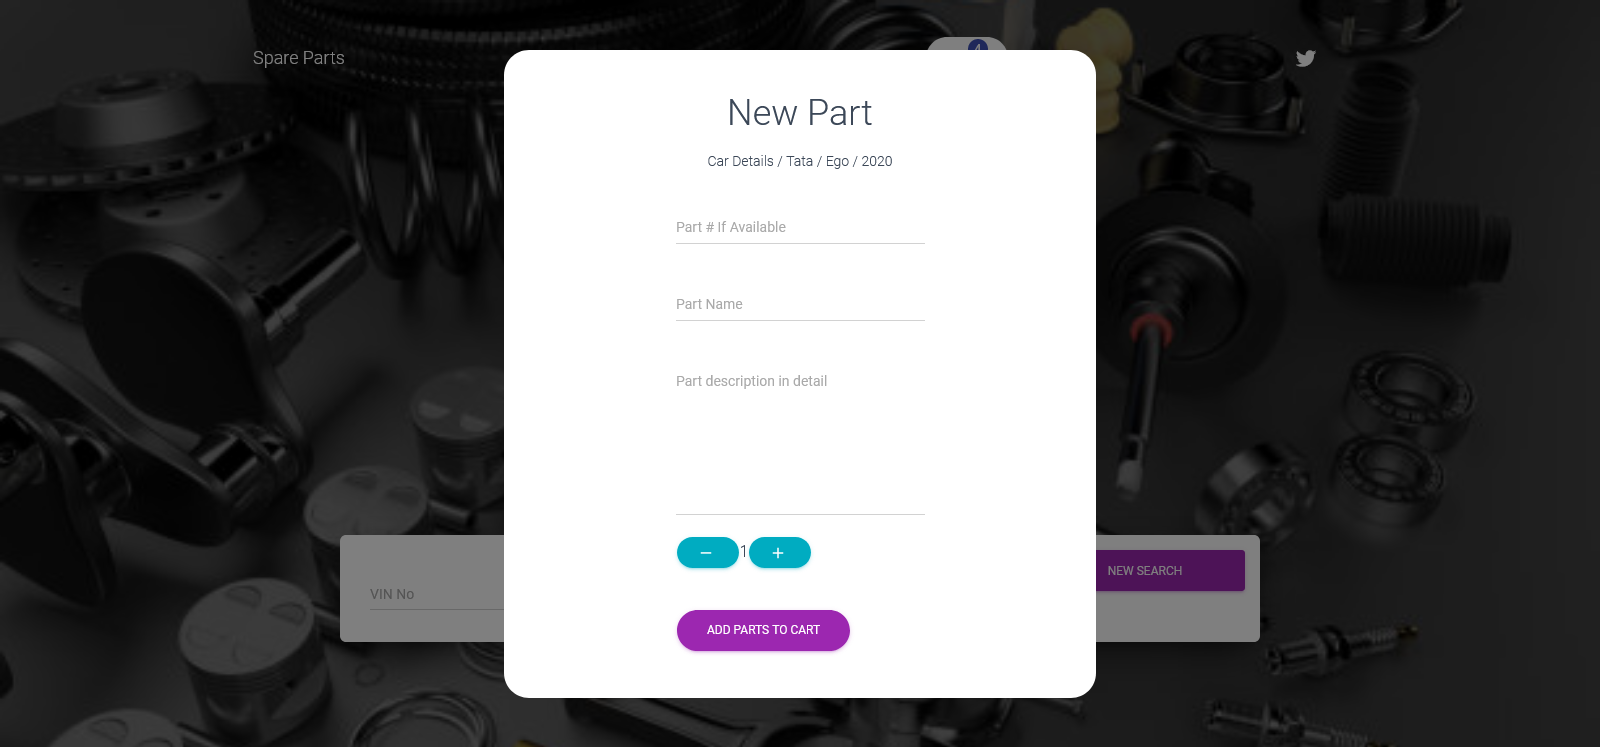 Spare Parts
4
New Part
Car Details / Tata / Ego / 2020
Part # If Available
Part Name
Part description in detail
1
VIN No
NEW SEARCH
ADD PARTS TO CART